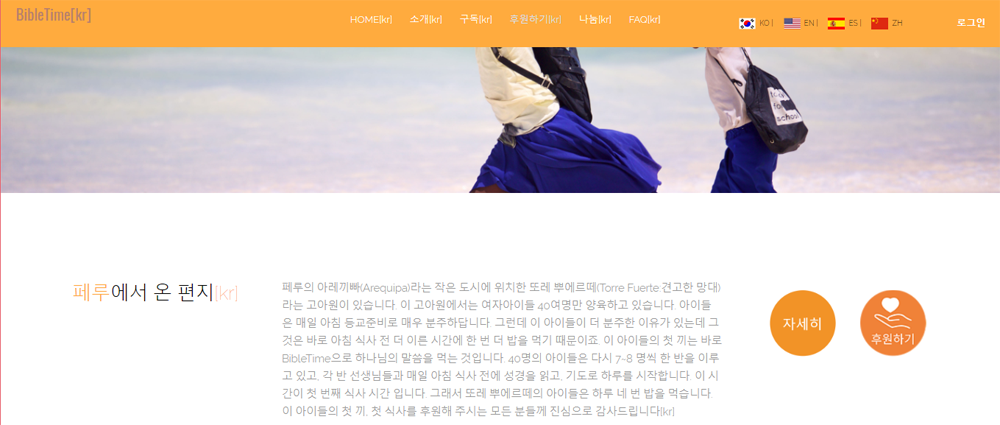 BibleTime[kr]
HOME[kr] 소개[kr] 구독[kr] 후원하기[kr] 나눔[kr] FAQ[kr]
KO | EN | ES | ZH
로그인
school
페루에서 온 편지[kr]
페루의 아레끼빠(Arequipa)라는 작은 도시에 위치한 또레 뿌에르떼(Torre Fuerte 견고한 망대)
라는 고아원이 있습니다. 이 고아원에서는 여자아이들 40여명만 양육하고 있습니다. 아이들
은 매일 아침 등교준비로 매우 분주하답니다. 그런데 이 아이들이 더 분주한 이유가 있는데 그
것은 바로 아침 식사 전 더 이른 시간에 한 번 더 밥을 먹기 때문이죠. 이 아이들의 첫 끼는 바로
BibleTime으로 하나님의 말씀을 먹는 것입니다. 40명의 아이들은 다시 7-8 명씩 한 반을 이루
고 있고, 각 반 선생님들과 매일 아침 식사 전에 성경을 읽고, 기도로 하루를 시작합니다. 이 시
간이 첫 번째 식사 시간 입니다. 그래서 또레 뿌에르떼의 아이들은 하루 네 번 밥을 먹습니다.
이 아이들의 첫 끼, 첫 식사를 후원해 주시는 모든 분들께 진심으로 감사드립니다[kr]
자세히
후원하기